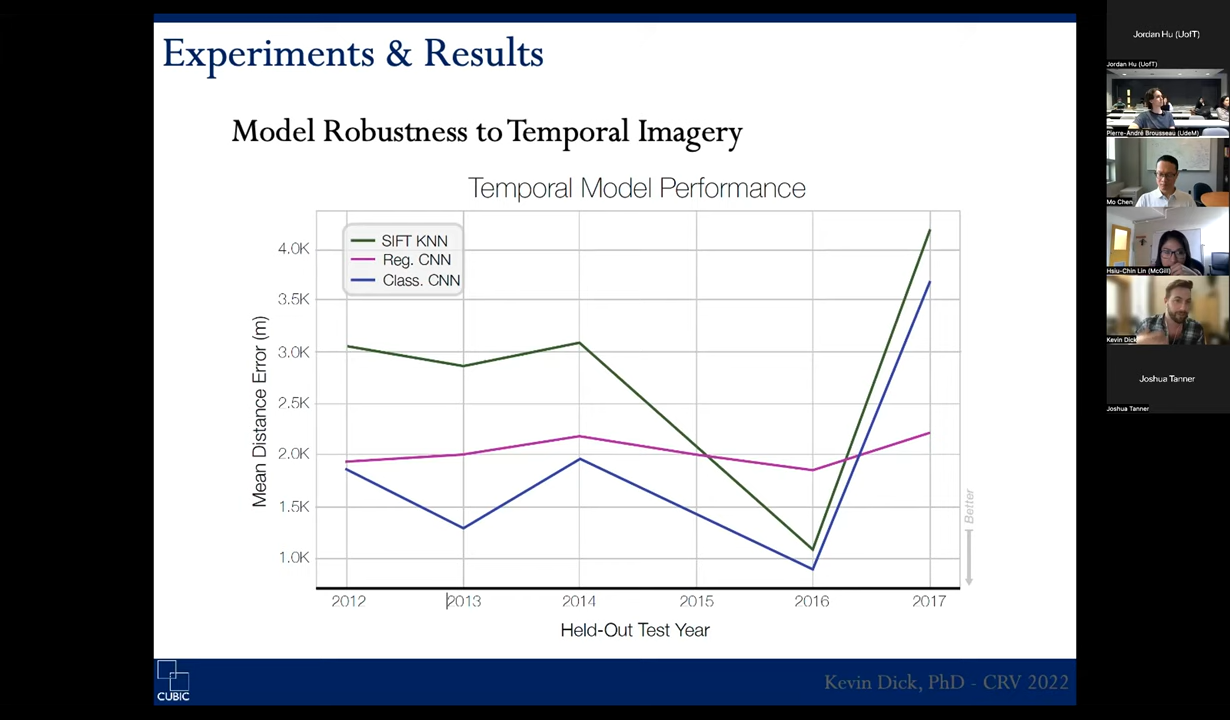 Experiments & Results
Model Robustness to Temporal Imagery
Temporal Model Performance
SIFT KNN
Reg. CNN
Class. CNN
4.0K
3.5K
3.0K
2.5K
2.0K
1.5K
1.0K
Mean Distance Error (m)
Better
2012
2013
2014
2015
2016
2017
Held-Out Test Year
CUBIC
Kevin Dick, PhD - CRV 2022
Jordan Hu (UofT)
Jordan Hu (UofT)
Pierre-André Brousseau (UdeM)
Mo Chen
Hsiu-Chin Lin (McGill)
Kevin Dick
Joshua Tanner
Joshua Tanner